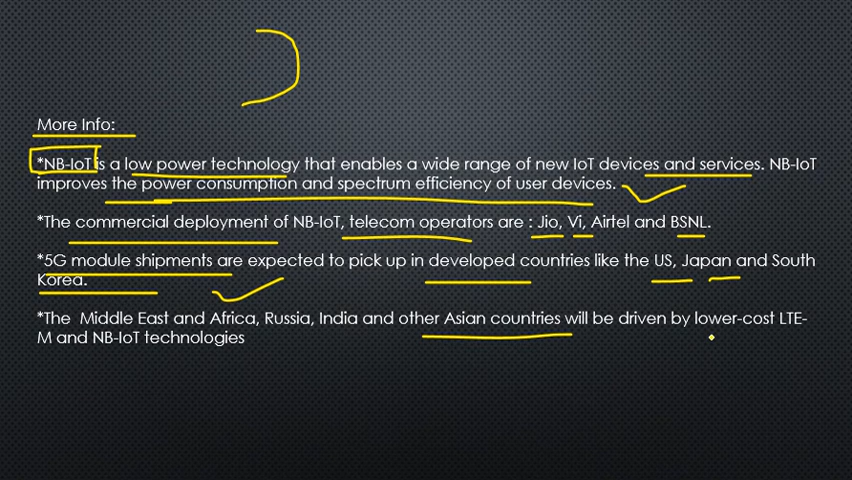 More Info:
*NB-IoT is a low power technology that enables a wide range of new IoT devices and services. NB-IoT
improves the power consumption and spectrum efficiency of user devices.
*The commercial deployment of NB-IoT, telecom operators are : Jio, Vi, Airtel and BSNL.
*5G module shipments are expected to pick up in developed countries like the US, Japan and South
Korea.
*The  Middle East and Africa, Russia, India and other Asian countries will be driven by lower-cost LTE-
M and NB-IoT technologies